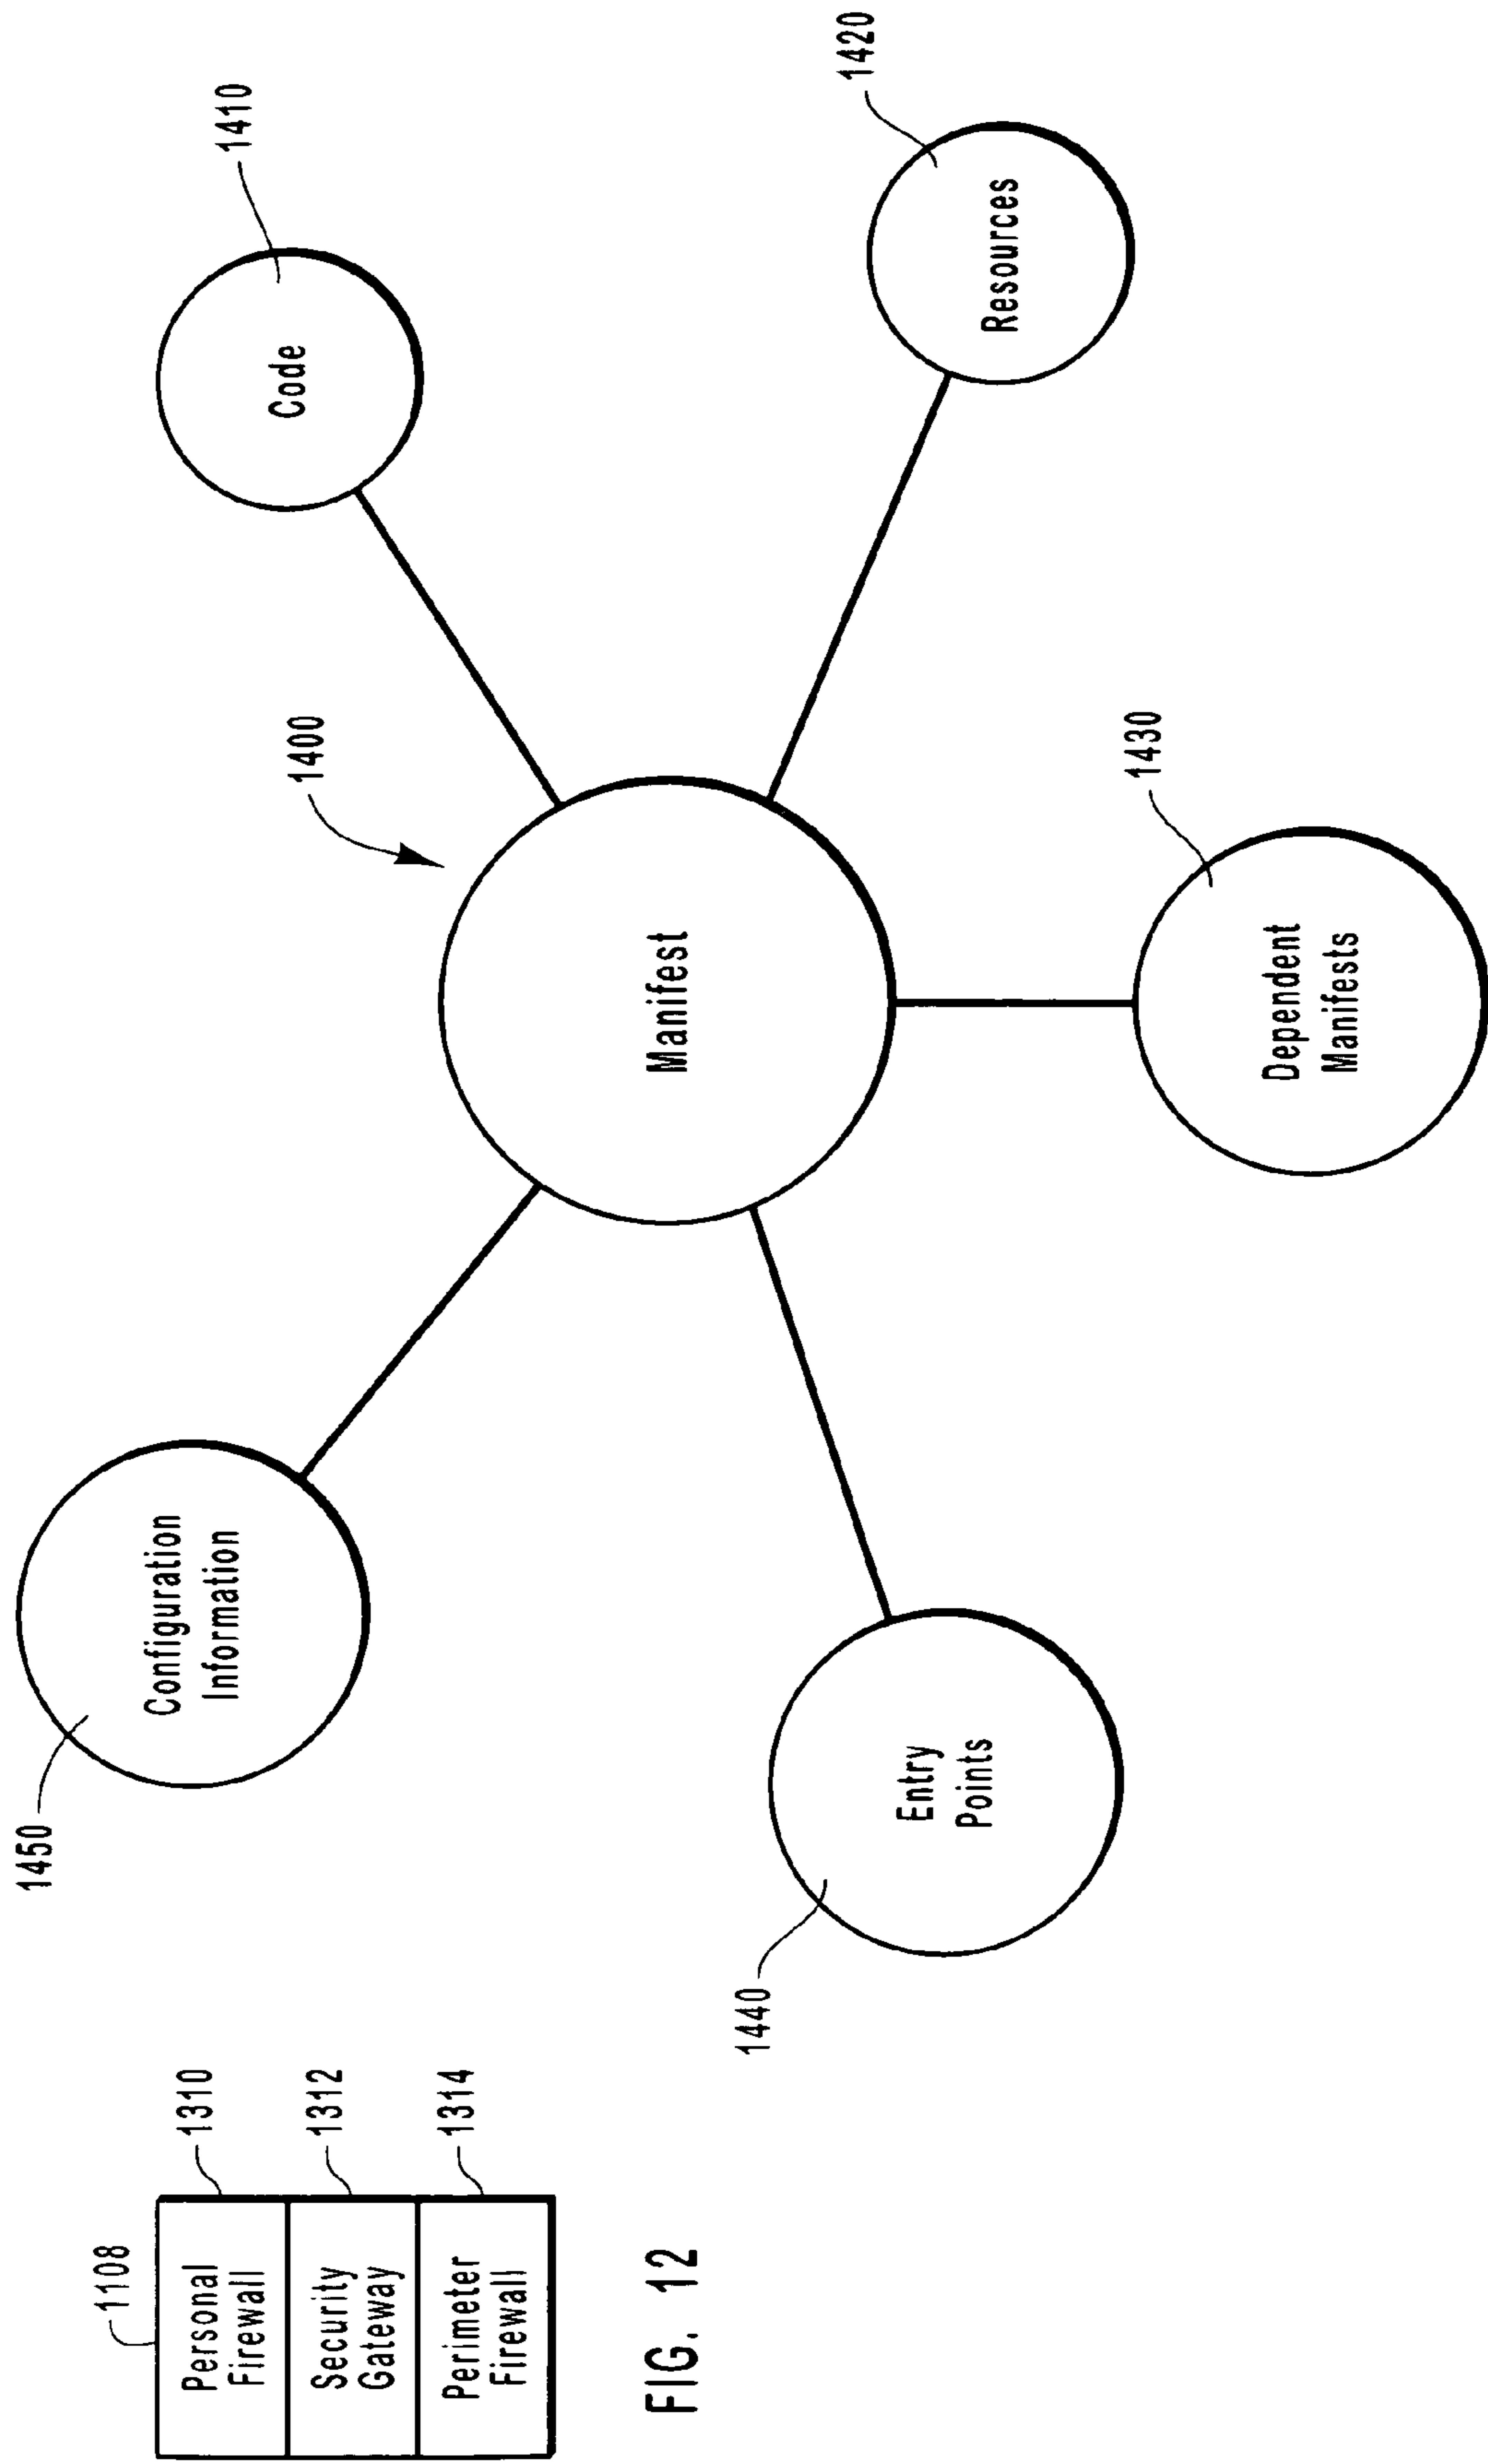 1108
Personal
Firewall
1310
Security
Gateway
1312
Perimeter
Firewall
1314
FIG. 12
1450
Configuration
Information
1410
Code
1400
Manifest
1420
Resources
1440
Entry
Points
1430
Dependent
Manifests